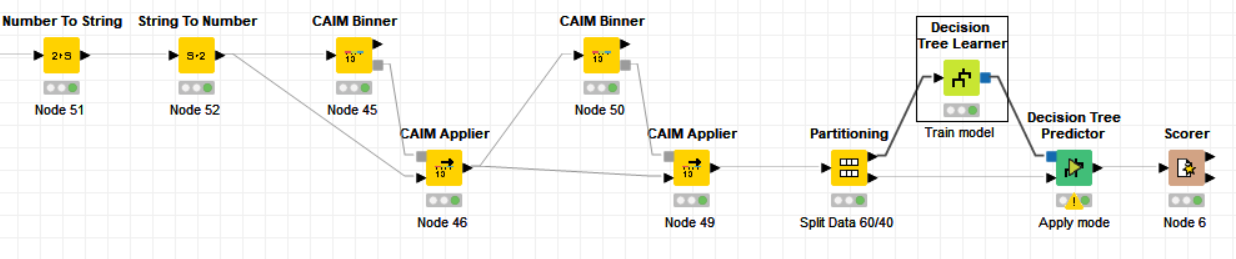 Number To String
String To Number
CAIM Binner
CAIM Binner
Decision
Tree Learner
2›S
S›2
Node 51
Node 52
Node 45
Node 50
CAIM Applier
CAIM Applier
Partitioning
Train model
Decision Tree
Predictor
Scorer
Node 46
Node 49
Split Data 60/40
Apply mode
Node 6